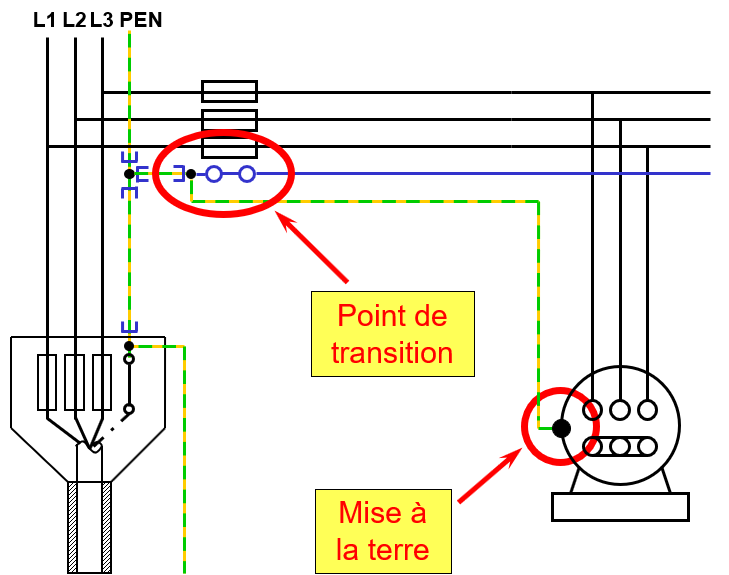 L1 L2 L3 PEN
Point de
transition
Mise à
la terre